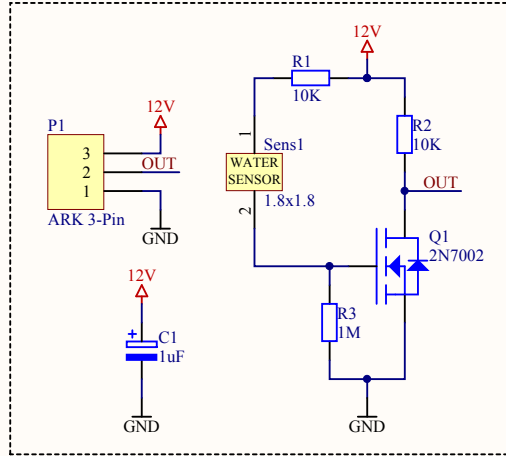 P1
12V
3
2
1
OUT
ARK 3-Pin
GND
12V
C1
1uF
GND
12V
R1
10K
R2
10K
1
Sens1
WATER
SENSOR
1.8x1.8
2
OUT
Q1
2N7002
R3
1M
GND